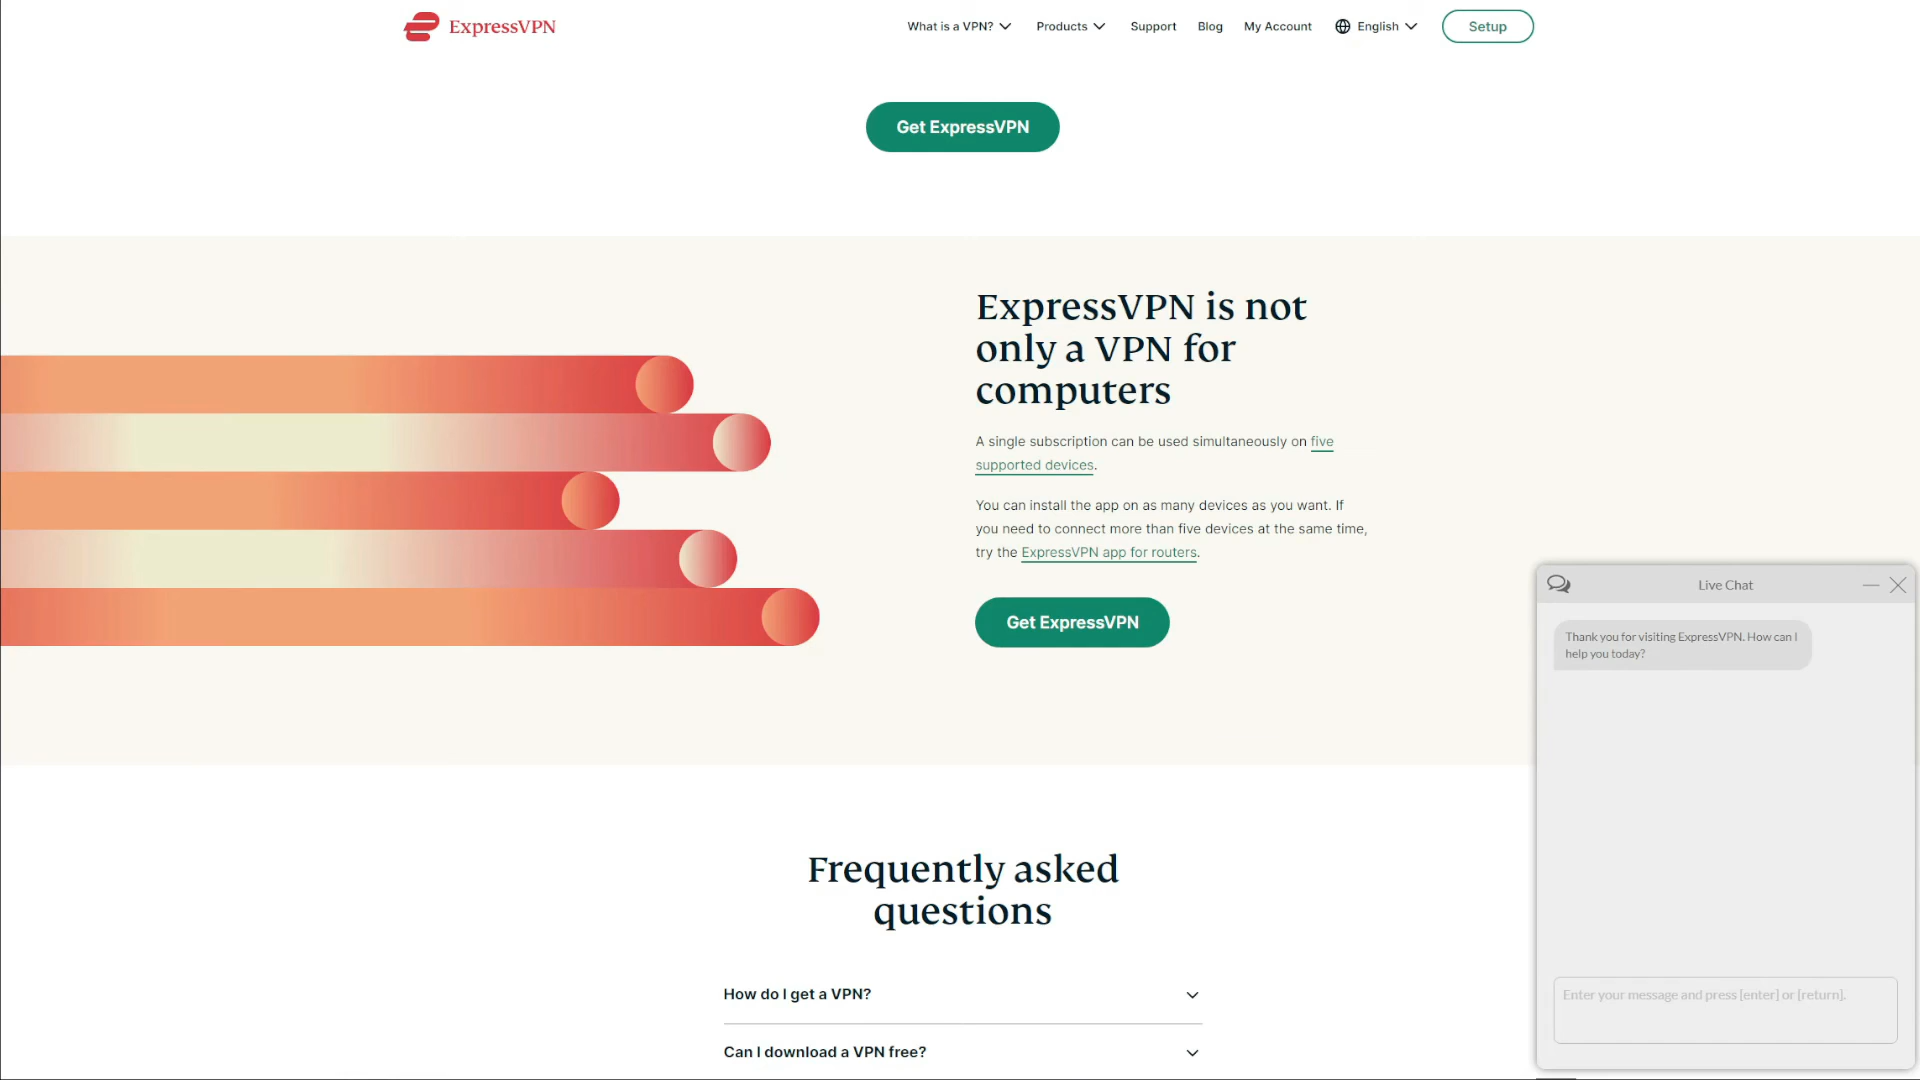 ExpressVPN
What is a VPN?
Products
Support
Blog
My Account
English
Setup
Get ExpressVPN
ExpressVPN is not
only a VPN for
computers
A single subscription can be used simultaneously on five
supported devices.
You can install the app on as many devices as you want. If
you need to connect more than five devices at the same time,
try the ExpressVPN app for routers.
Get ExpressVPN
Live Chat
Thank you for visiting ExpressVPN. How can I
help you today?
Enter your message and press [enter] or [return].
Frequently asked
questions
How do I get a VPN?
Can I download a VPN free?